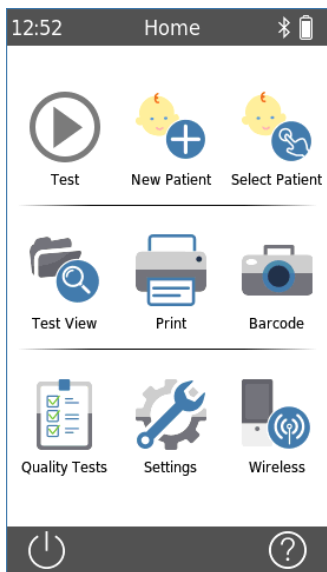 12:52 Home
Test New Patient Select Patient
Test View Print Barcode
Quality Tests Settings Wireless
?